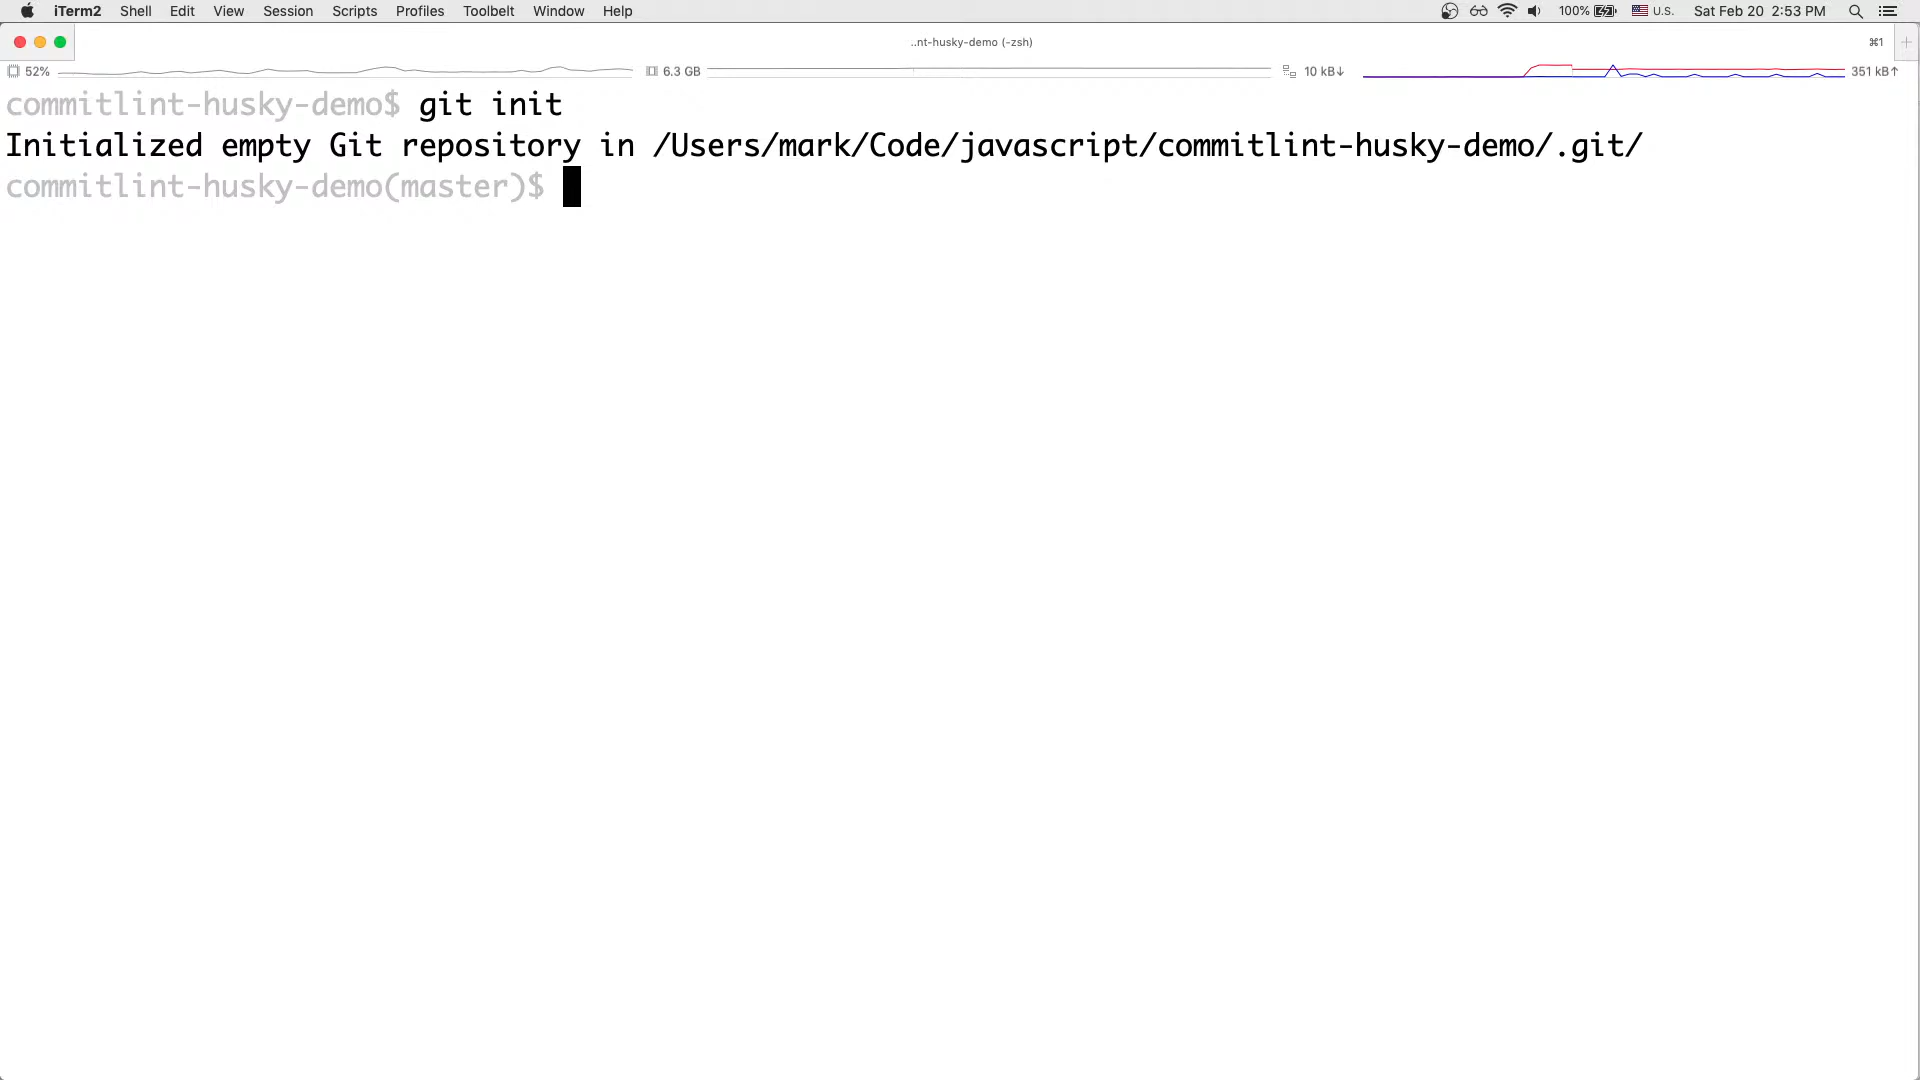 iTerm2 Shell Edit View Session Scripts Profiles Toolbelt Window Help 100% U.S. Sat Feb 20 2:53 PM
..nt-husky-demo (-zsh) ⌘1
52% 6.3 GB 10 kB↓ 351 kB↑
commitlint-husky-demo$ git init
Initialized empty Git repository in /Users/mark/Code/javascript/commitlint-husky-demo/.git/
commitlint-husky-demo(master)$